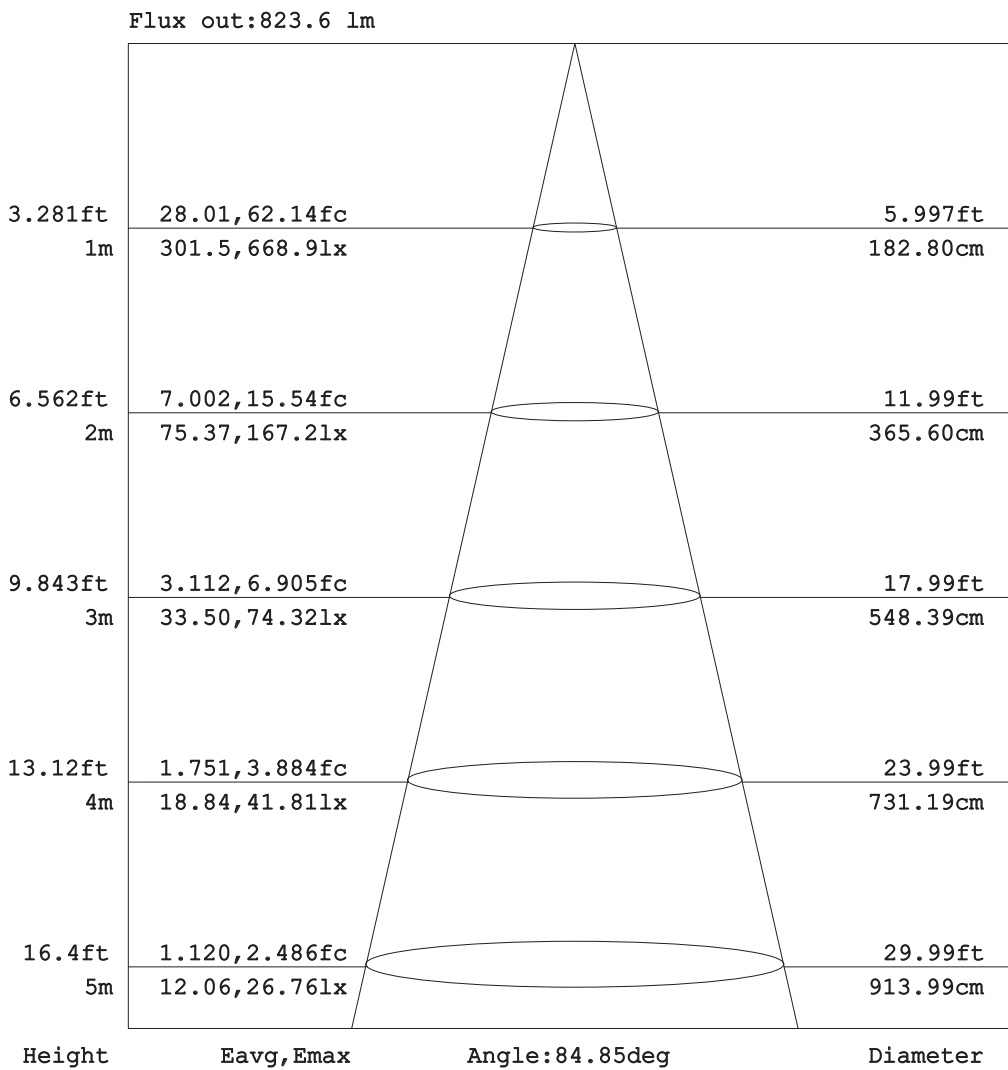 Flux out:823.6 lm
3.281ft 28.01,62.14fc 5.997ft
1m 301.5,668.9lx 182.80cm
6.562ft 7.002,15.54fc 11.99ft
2m 75.37,167.2lx 365.60cm
9.843ft 3.112,6.905fc 17.99ft
3m 33.50,74.32lx 548.39cm
13.12ft 1.751,3.884fc 23.99ft
4m 18.84,41.81lx 731.19cm
16.4ft 1.120,2.486fc 29.99ft
5m 12.06,26.76lx 913.99cm
Height Eavg,Emax Angle:84.85deg Diameter